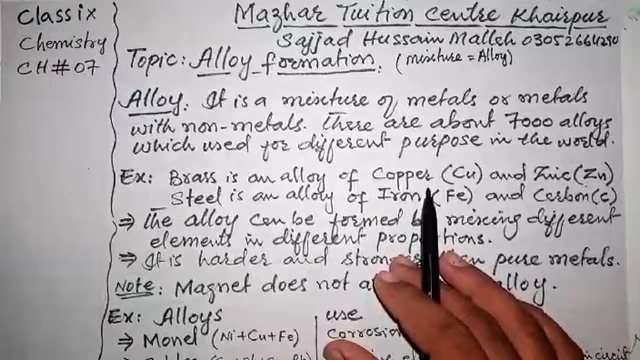 Class ix
Chemistry
CH # 07
Mazhar Tuition Centre Khairpur
Sajjad Hussain Malleh 03052664290
Topic: Alloy formation. (mixture = Alloy)
Alloy. It is a mixture of metals or metals
with non-metals. There are about 7000 alloys
which used for different purpose in the world.
Ex: Brass is an alloy of Copper (Cu) and Zinc (Zn)
Steel is an alloy of Iron (Fe) and Carbon (C)
⇒ The alloy can be formed by mixing different
elements in different proportions.
⇒ It is harder and stronger than pure metals.
Note: Magnet does not alloy.
Ex: Alloys
use
⇒ Monel (Ni+Cu+Fe)
Corrosion